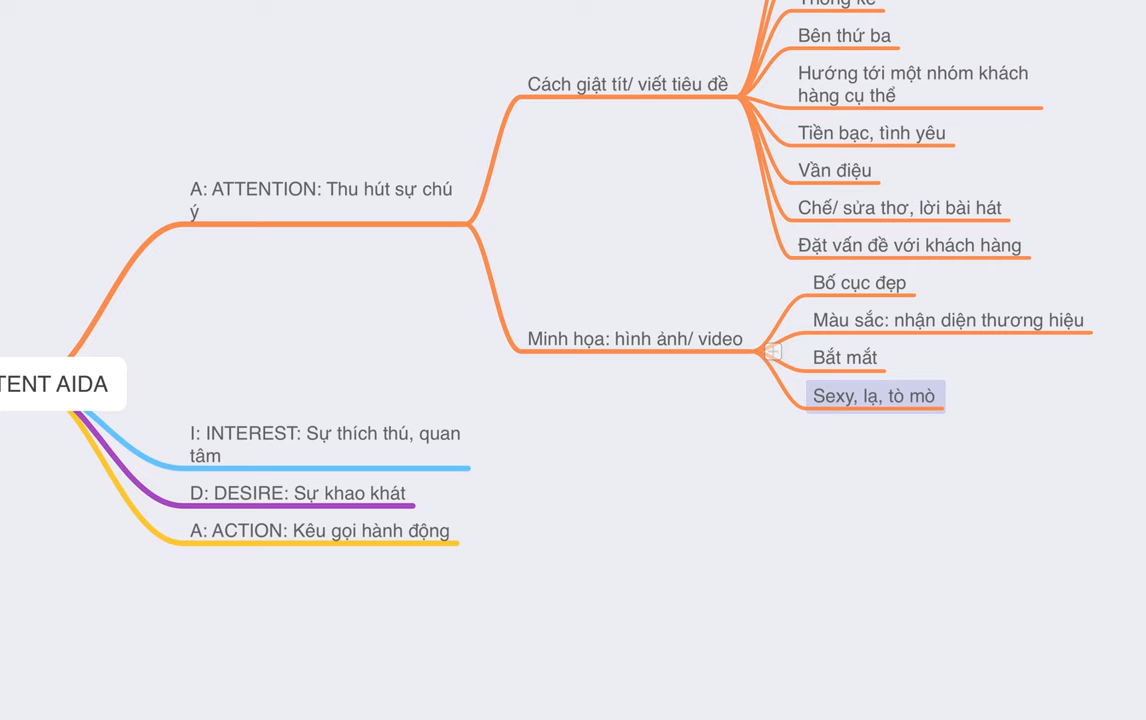 Thống kê
Bên thứ ba
Cách giật tít/ viết tiêu đề
Hướng tới một nhóm khách
hàng cụ thể
Tiền bạc, tình yêu
Vần điệu
A: ATTENTION: Thu hút sự chú
ý
Chế/ sửa thơ, lời bài hát
Đặt vấn đề với khách hàng
Bố cục đẹp
Màu sắc: nhận diện thương hiệu
Minh họa: hình ảnh/ video
Bắt mắt
Sexy, lạ, tò mò
TENT AIDA
I: INTEREST: Sự thích thú, quan
tâm
D: DESIRE: Sự khao khát
A: ACTION: Kêu gọi hành động